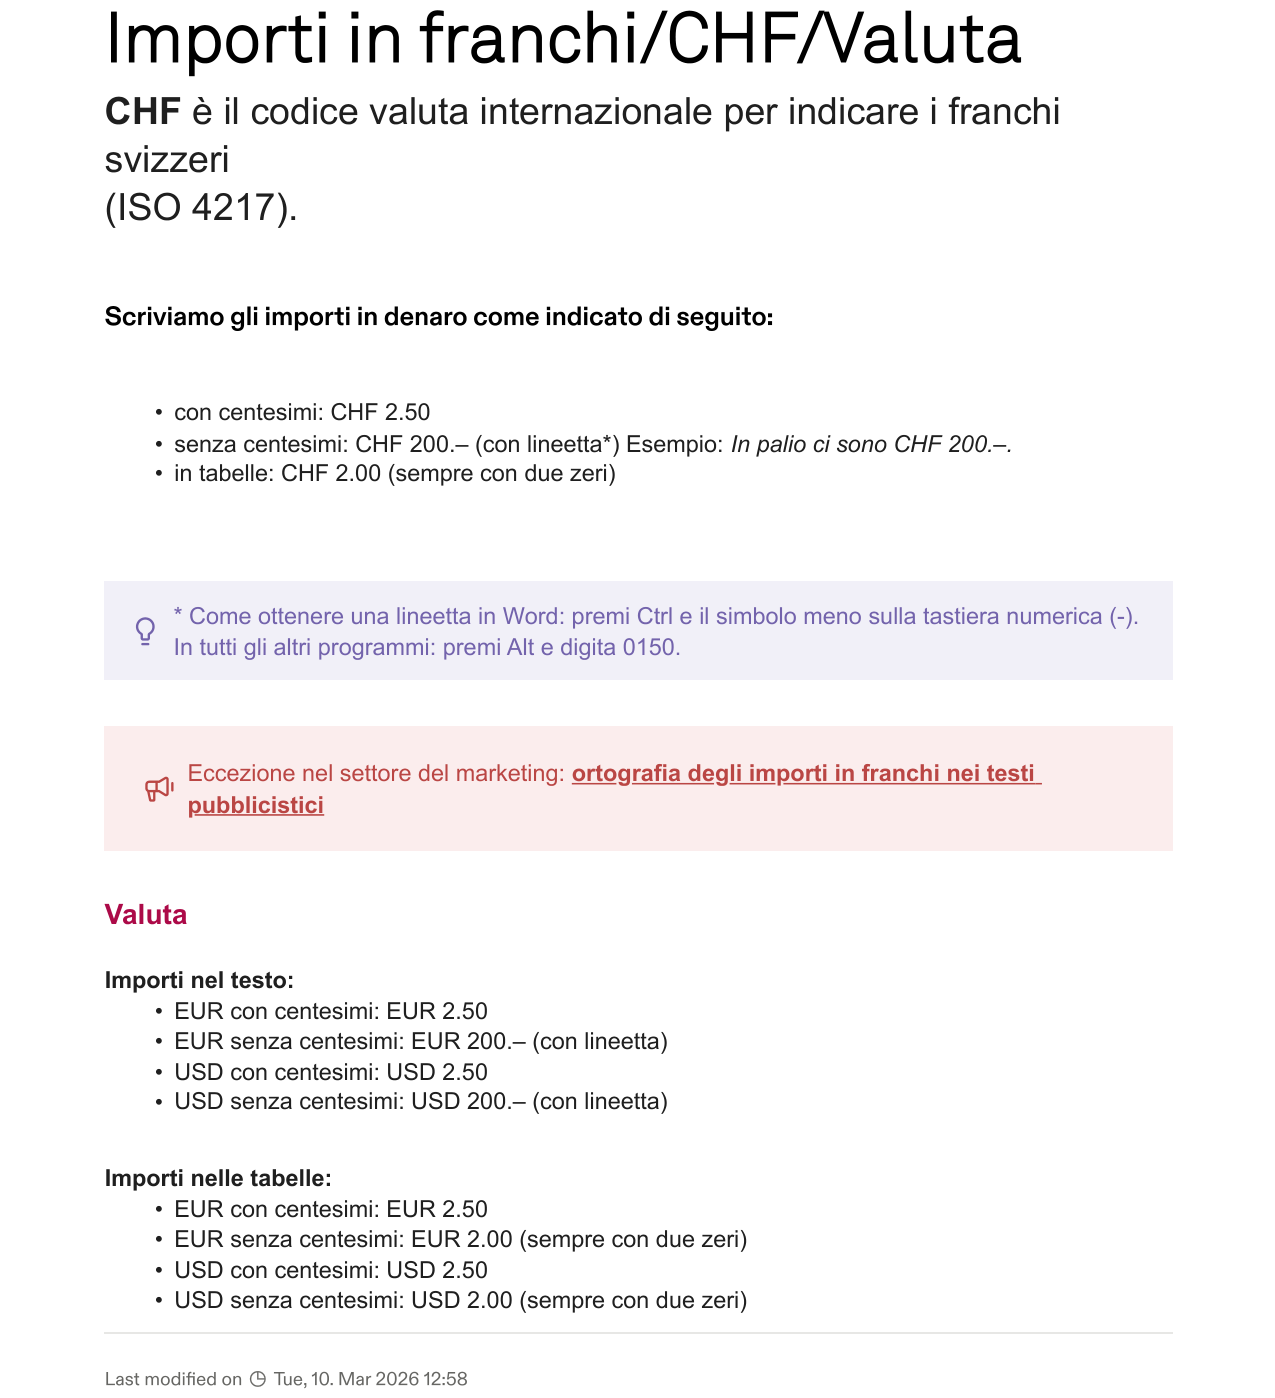 Importi in franchi/CHF/Valuta
CHF è il codice valuta internazionale per indicare i franchi
svizzeri
(ISO 4217).
Scriviamo gli importi in denaro come indicato di seguito:
• con centesimi: CHF 2.50
• senza centesimi: CHF 200.– (con lineetta*) Esempio: In palio ci sono CHF 200.–.
• in tabelle: CHF 2.00 (sempre con due zeri)
* Come ottenere una lineetta in Word: premi Ctrl e il simbolo meno sulla tastiera numerica (-).
In tutti gli altri programmi: premi Alt e digita 0150.
Eccezione nel settore del marketing: ortografia degli importi in franchi nei testi
pubblicistici
Valuta
Importi nel testo:
• EUR con centesimi: EUR 2.50
• EUR senza centesimi: EUR 200.– (con lineetta)
• USD con centesimi: USD 2.50
• USD senza centesimi: USD 200.– (con lineetta)
Importi nelle tabelle:
• EUR con centesimi: EUR 2.50
• EUR senza centesimi: EUR 2.00 (sempre con due zeri)
• USD con centesimi: USD 2.50
• USD senza centesimi: USD 2.00 (sempre con due zeri)
Last modified on Tue, 10. Mar 2026 12:58